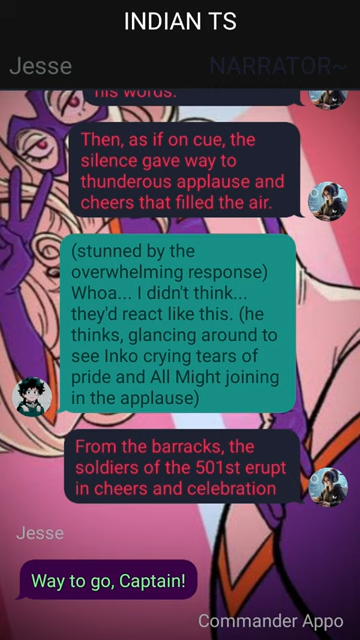 INDIAN TS
Jesse
NARRATOR~
his words.
Then, as if on cue, the
silence gave way to
thunderous applause and
cheers that filled the air.
(stunned by the
overwhelming response)
Whoa... I didn't think...
they'd react like this. (he
thinks, glancing around to
see Inko crying tears of
pride and All Might joining
in the applause)
From the barracks, the
soldiers of the 501st erupt
in cheers and celebration
Jesse
Way to go, Captain!
Commander Appo